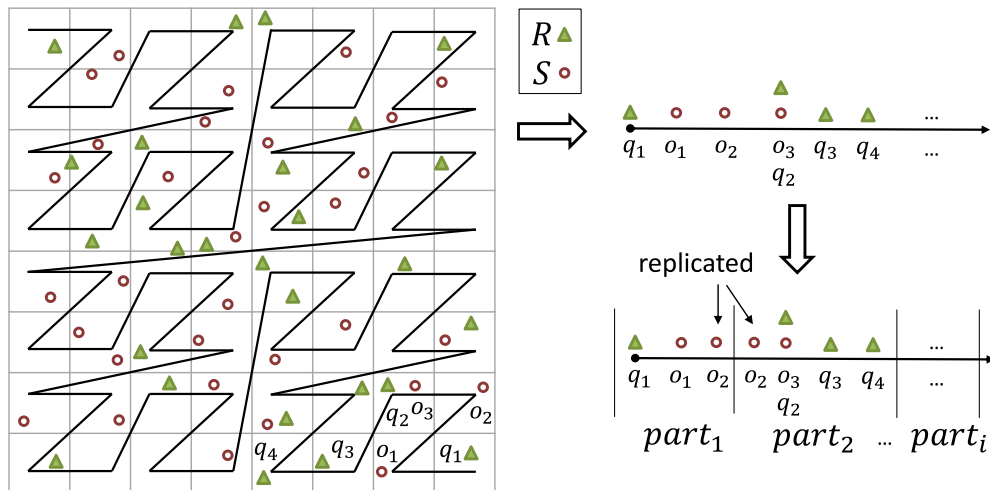 R
S
q₁ o₁ o₂ o₃ q₃ q₄ ...
...
q₂
replicated
q₁ o₁ o₂ o₂ o₃ q₃ q₄ ...
...
q₂
part₁ part₂ ... partᵢ
q₂ o₃ o₂
q₄ q₃ o₁ q₁